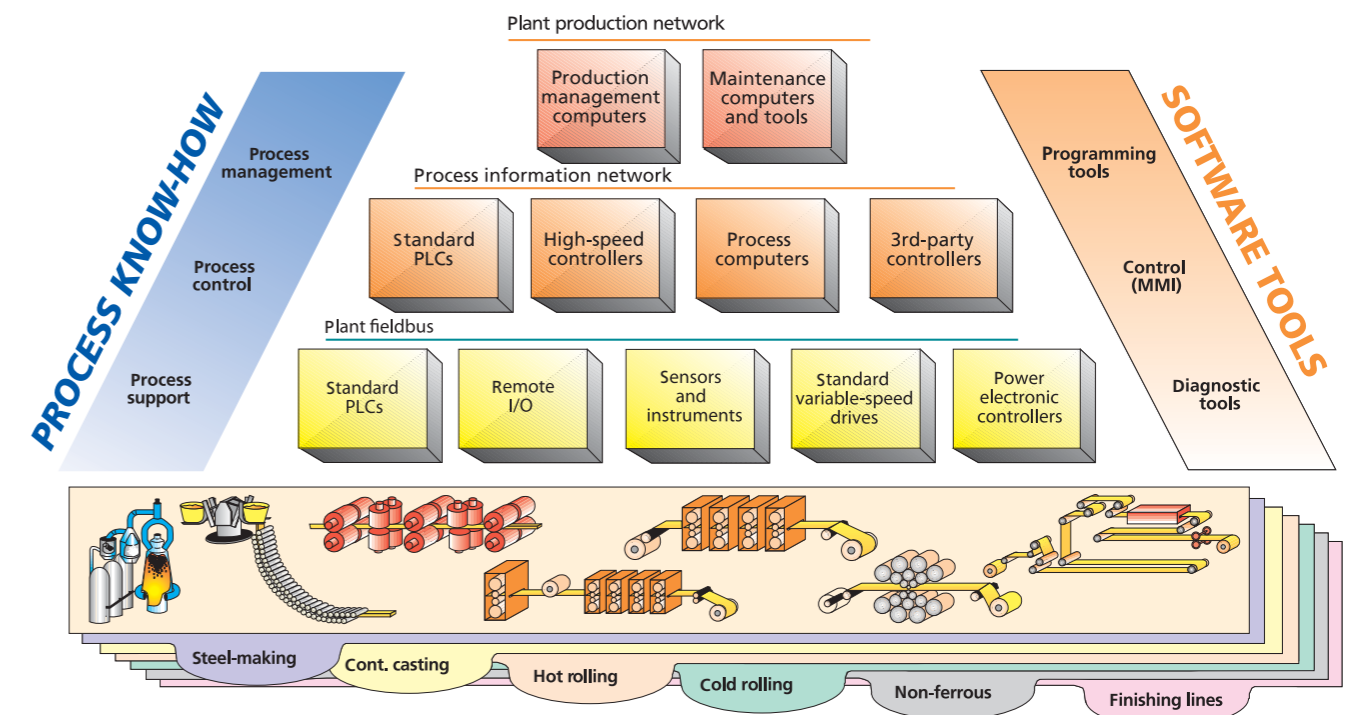 Plant production network
Production
management
computers
Maintenance
computers
and tools
Process information network
Standard
PLCs
High-speed
controllers
Process
computers
3rd-party
controllers
Plant fieldbus
Standard
PLCs
Remote
I/O
Sensors
and
instruments
Standard
variable-speed
drives
Power
electronic
controllers
PROCESS KNOW-HOW
Process
management
Process
control
Process
support
SOFTWARE TOOLS
Programming
tools
Control
(MMI)
Diagnostic
tools
Steel-making
Cont. casting
Hot rolling
Cold rolling
Non-ferrous
Finishing lines